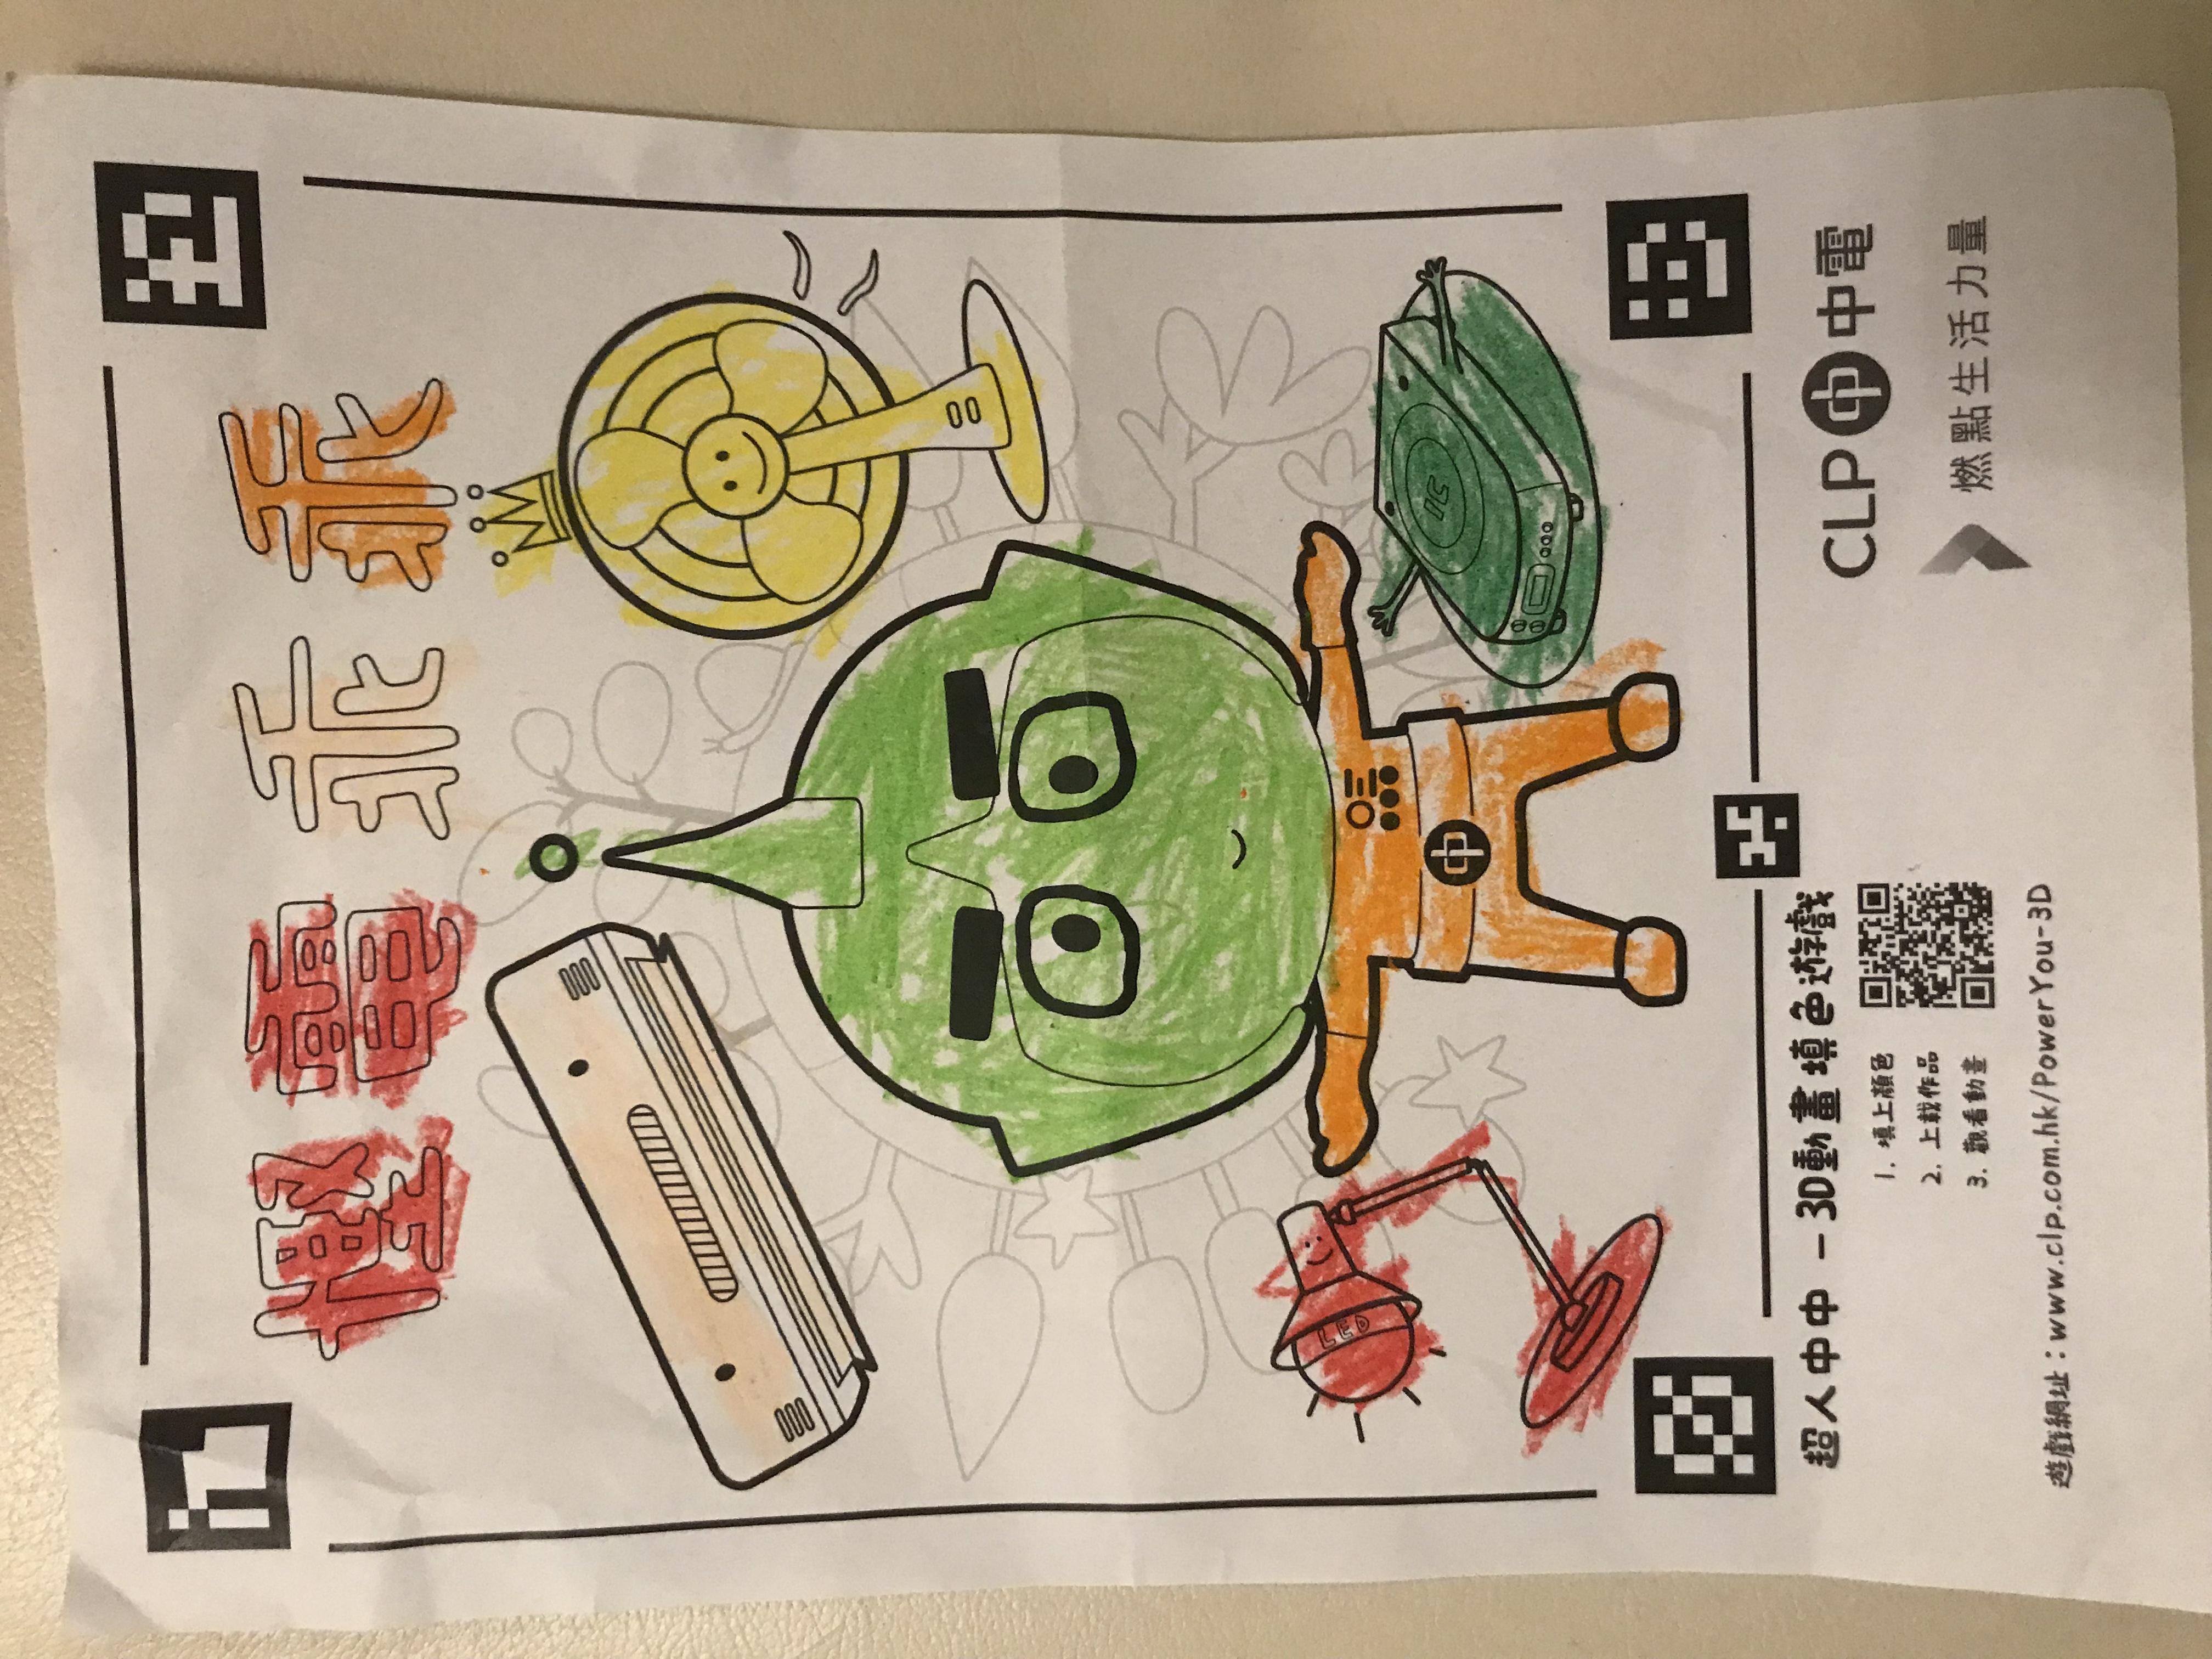 慳電乖乖
LED
IC
中
超人中中 - 3D動畫填色遊戲
1. 填上顏色
2. 上載作品
3. 觀看動畫
遊戲網址：www.clp.com.hk/PowerYou-3D
CLP 中電
燃點生活力量